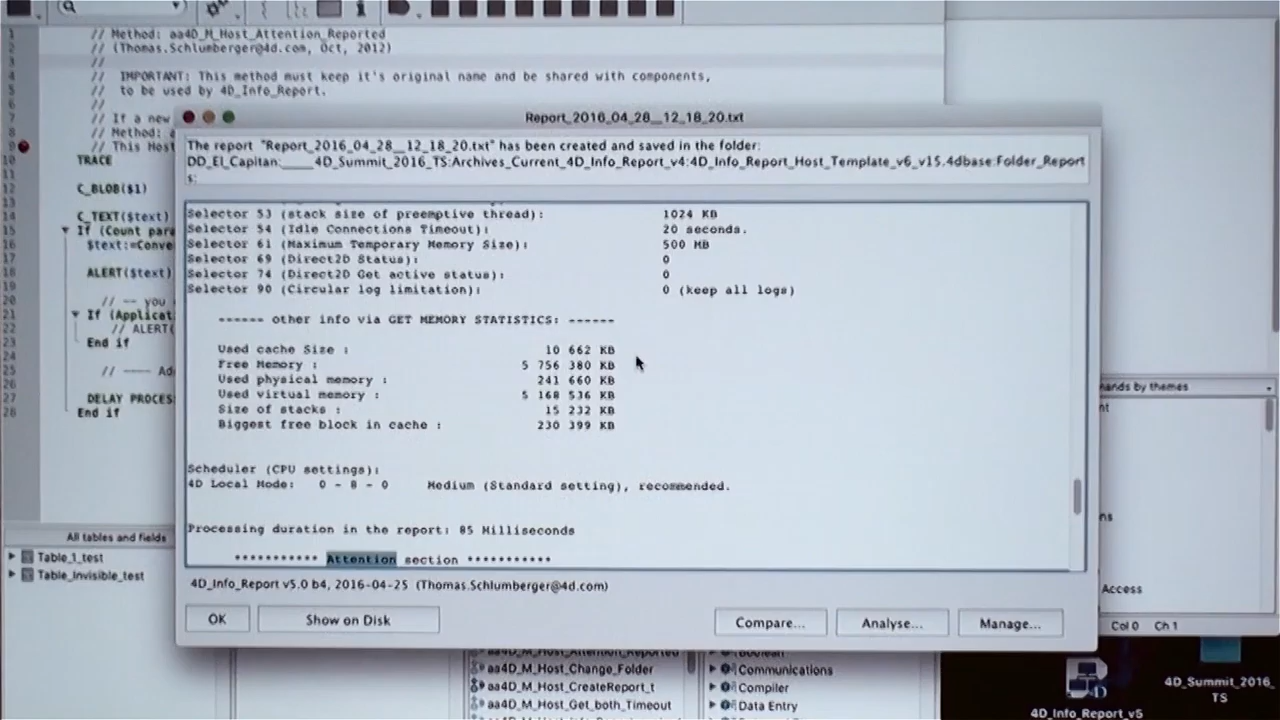 // Method: aa4D_M_Host_Attention_Reported
// (Thomas.Schlumberger@4d.com, Oct, 2012)
//
// IMPORTANT: This method must keep it's original name and be shared with components,
// to be used by 4D_Info_Report.
//
// If a new
// Method: a
// This Host
TRACE
C_BLOB($1)
C_TEXT($text)
If (Count para
$text:=Conve
ALERT($text)
// -- you
If (Applicat
// ALERT(
End if
// ---- Ad
DELAY PROCES
End if
Report_2016_04_28__12_18_20.txt
The report "Report_2016_04_28__12_18_20.txt" has been created and saved in the folder:
DD_El_Capitan:____4D_Summit_2016_TS:Archives_Current_4D_Info_Report_v4:4D_Info_Report_Host_Template_v6_v15.4dbase:Folder_Report
s:
Selector 53 (stack size of preemptive thread): 1024 KB
Selector 54 (Idle Connections Timeout): 20 seconds.
Selector 61 (Maximum Temporary Memory Size): 500 MB
Selector 69 (Direct2D Status): 0
Selector 74 (Direct2D Get active status): 0
Selector 90 (Circular log limitation): 0 (keep all logs)
------ other info via GET MEMORY STATISTICS: ------
Used cache Size : 10 662 KB
Free Memory : 5 756 380 KB
Used physical memory : 241 660 KB
Used virtual memory : 5 168 536 KB
Size of stacks : 15 232 KB
Biggest free block in cache : 230 399 KB
Scheduler (CPU settings):
4D Local Mode: 0 - 8 - 0 Medium (Standard setting), recommended.
Processing duration in the report: 85 Milliseconds
*********** Attention section ***********
4D_Info_Report v5.0 b4, 2016-04-25 (Thomas.Schlumberger@4d.com)
OK
Show on Disk
Compare...
Analyse...
Manage...
All tables and fields
Table_1_test
Table_Invisible_test
mands by themes
nt
ns
Access
Col 0 Ch 1
aa4D_M_Host_Attention_Reported
aa4D_M_Host_Change_Folder
aa4D_M_Host_CreateReport_t
aa4D_M_Host_Get_both_Timeout
Boolean
Communications
Compiler
Data Entry
4D_Info_Report_v5
4D_Summit_2016_
TS